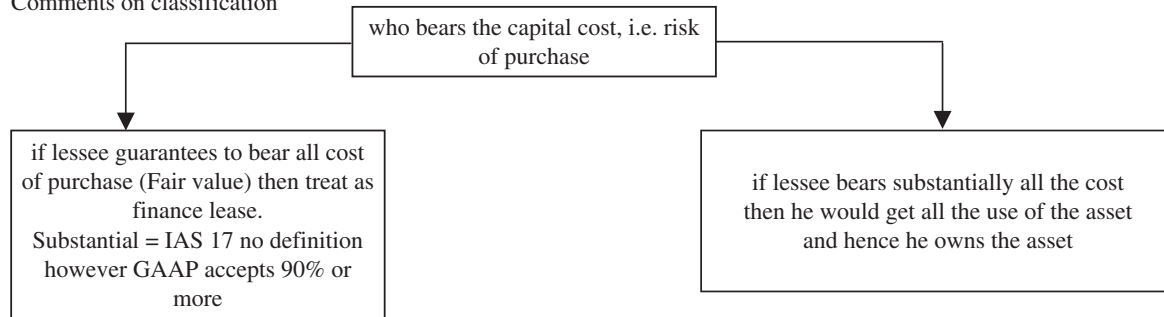 Comments on classification
who bears the capital cost, i.e. risk
of purchase
if lessee guarantees to bear all cost
of purchase (Fair value) then treat as
finance lease.
Substantial = IAS 17 no definition
however GAAP accepts 90% or
more
if lessee bears substantially all the cost
then he would get all the use of the asset
and hence he owns the asset